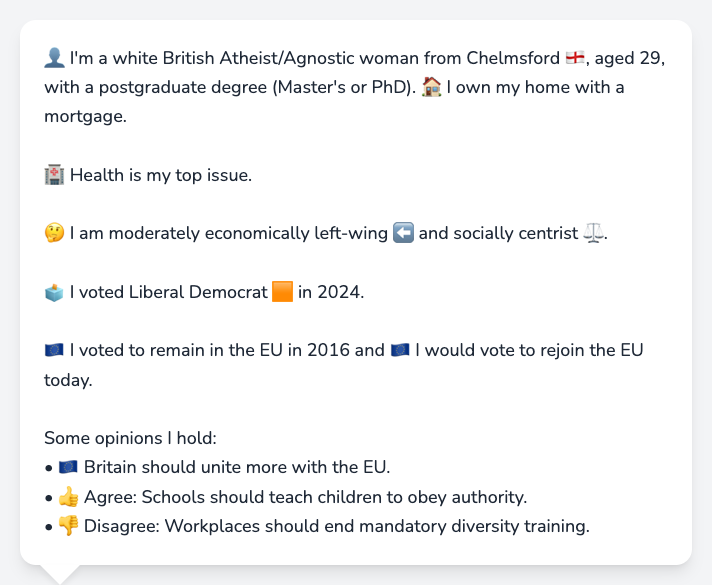 👤 I'm a white British Atheist/Agnostic woman from Chelmsford 🏴󠁧󠁢󠁥󠁮󠁧󠁿, aged 29,
with a postgraduate degree (Master's or PhD). 🏠 I own my home with a
mortgage.
🏥 Health is my top issue.
🤔 I am moderately economically left-wing ⬅️ and socially centrist ⚖️.
🗳️ I voted Liberal Democrat 🟧 in 2024.
🇪🇺 I voted to remain in the EU in 2016 and 🇪🇺 I would vote to rejoin the EU
today.
Some opinions I hold:
• 🇪🇺 Britain should unite more with the EU.
• 👍 Agree: Schools should teach children to obey authority.
• 👎 Disagree: Workplaces should end mandatory diversity training.